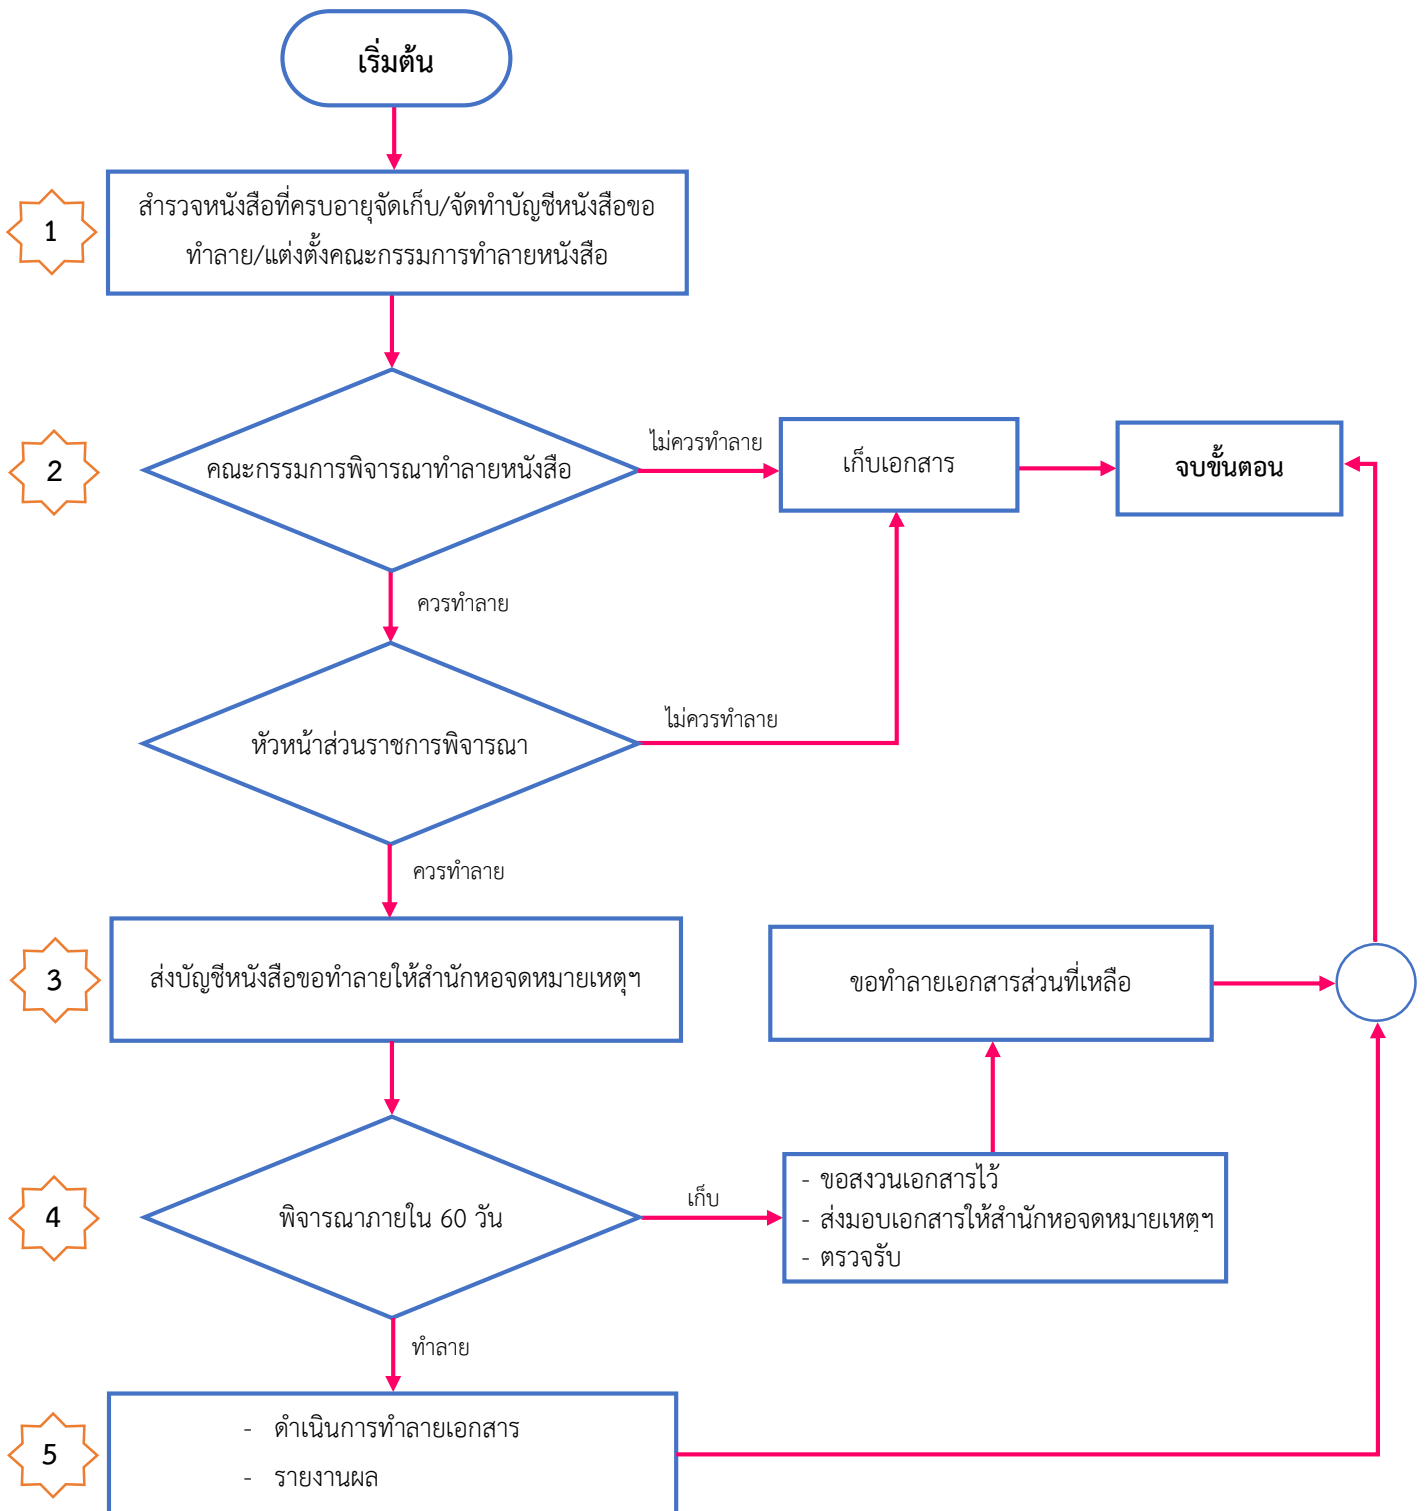 เริ่มต้น
1
สำรวจหนังสือที่ครบอายุจัดเก็บ/จัดทำบัญชีหนังสือขอ
ทำลาย/แต่งตั้งคณะกรรมการทำลายหนังสือ
2
คณะกรรมการพิจารณาทำลายหนังสือ
ไม่ควรทำลาย
เก็บเอกสาร
จบขั้นตอน
ควรทำลาย
หัวหน้าส่วนราชการพิจารณา
ไม่ควรทำลาย
ควรทำลาย
3
ส่งบัญชีหนังสือขอทำลายให้สำนักหอจดหมายเหตุฯ
ขอทำลายเอกสารส่วนที่เหลือ
4
พิจารณาภายใน 60 วัน
เก็บ
- ขอสงวนเอกสารไว้
- ส่งมอบเอกสารให้สำนักหอจดหมายเหตุฯ
- ตรวจรับ
ทำลาย
5
- ดำเนินการทำลายเอกสาร
- รายงานผล